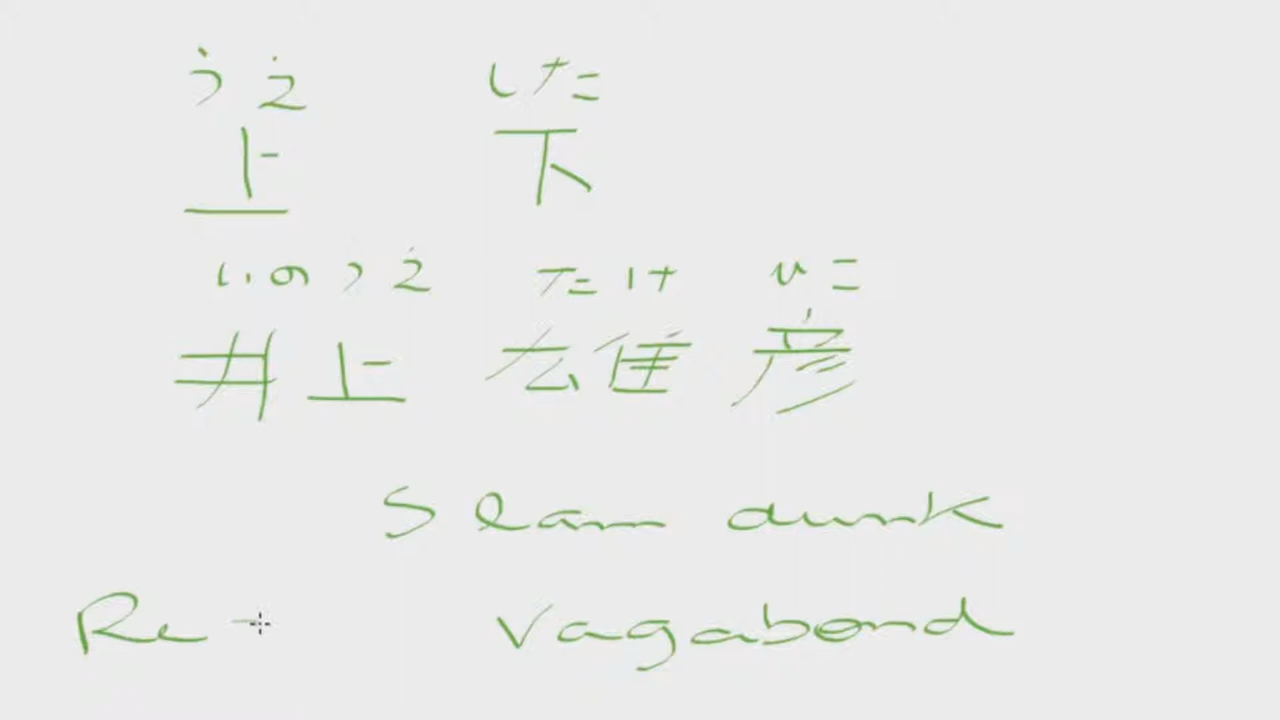 うえ した
上 下
いのうえ たけ ひこ
井上 雄彦
Slam dunk
Re - Vagabond